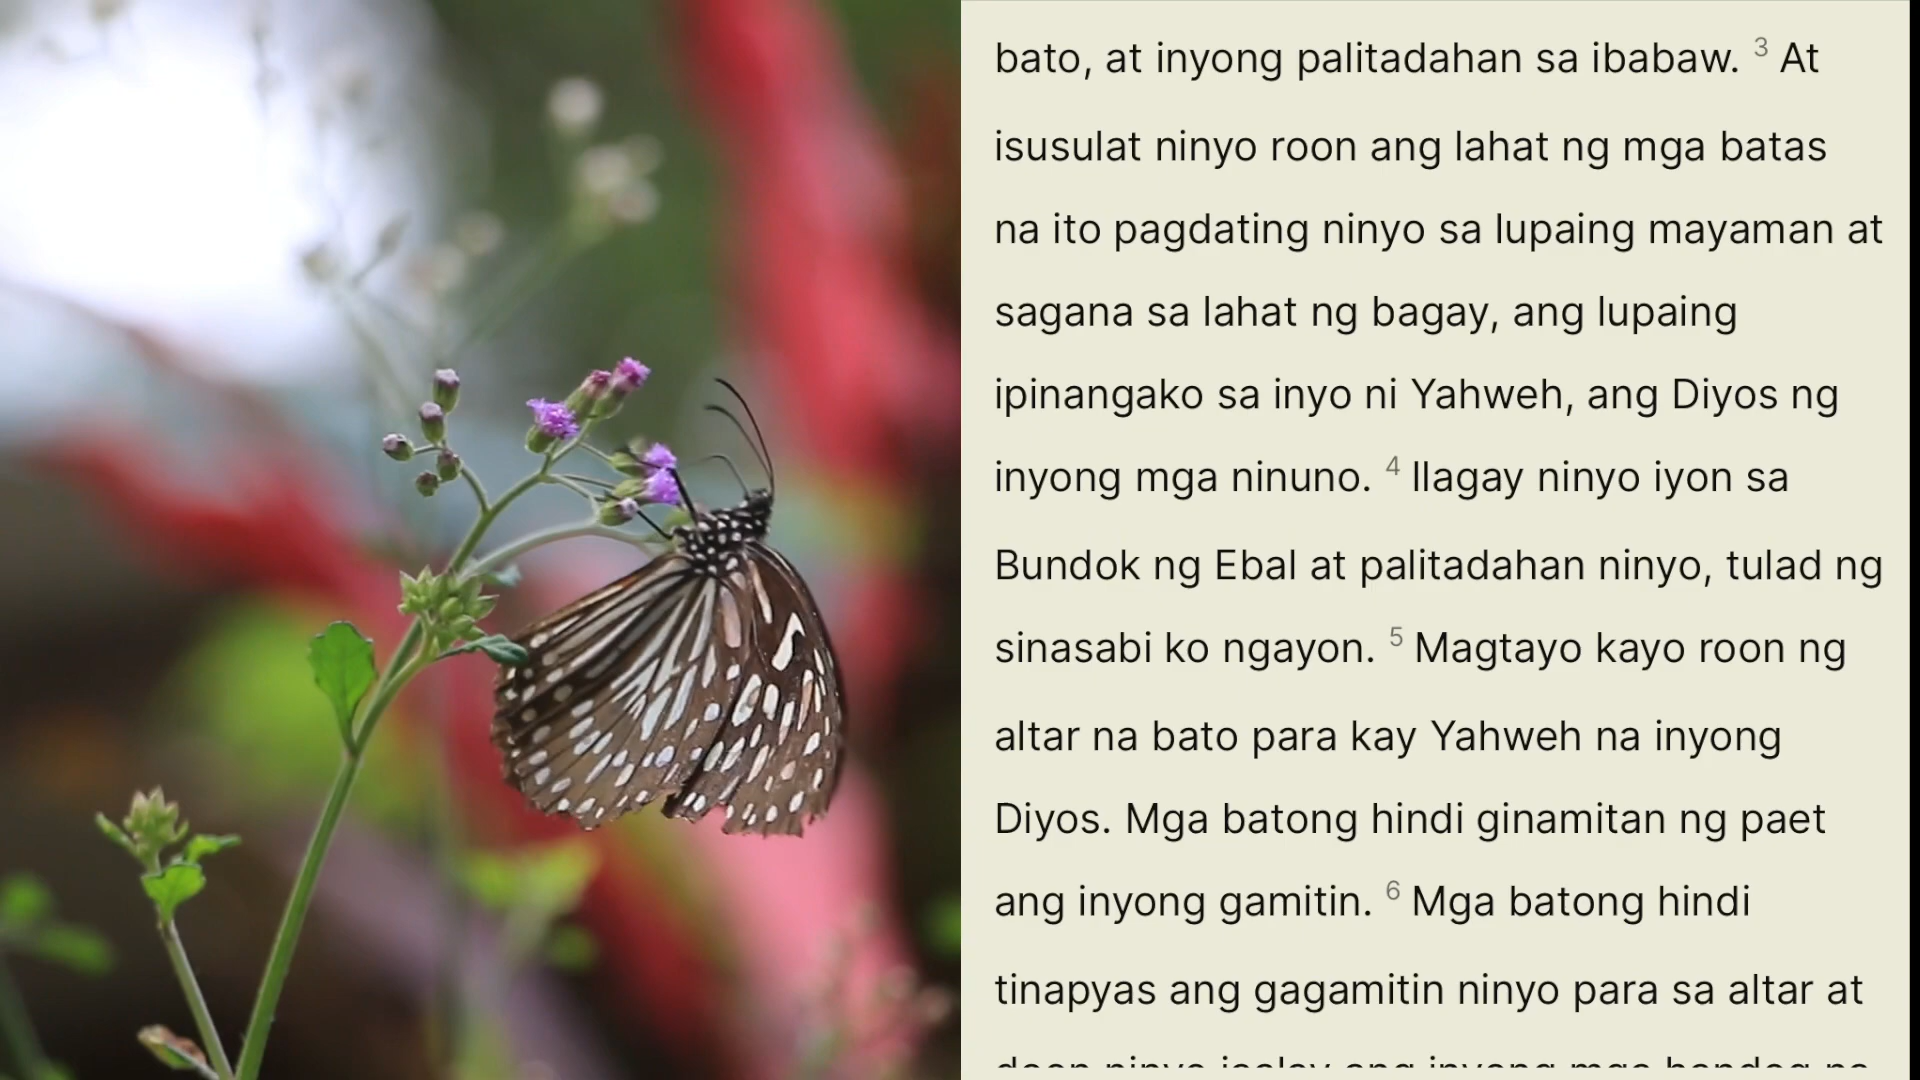 bato, at inyong palitadahan sa ibabaw. 3 At
isusulat ninyo roon ang lahat ng mga batas
na ito pagdating ninyo sa lupaing mayaman at
sagana sa lahat ng bagay, ang lupaing
ipinangako sa inyo ni Yahweh, ang Diyos ng
inyong mga ninuno. 4 Ilagay ninyo iyon sa
Bundok ng Ebal at palitadahan ninyo, tulad ng
sinasabi ko ngayon. 5 Magtayo kayo roon ng
altar na bato para kay Yahweh na inyong
Diyos. Mga batong hindi ginamitan ng paet
ang inyong gamitin. 6 Mga batong hindi
tinapyas ang gagamitin ninyo para sa altar at